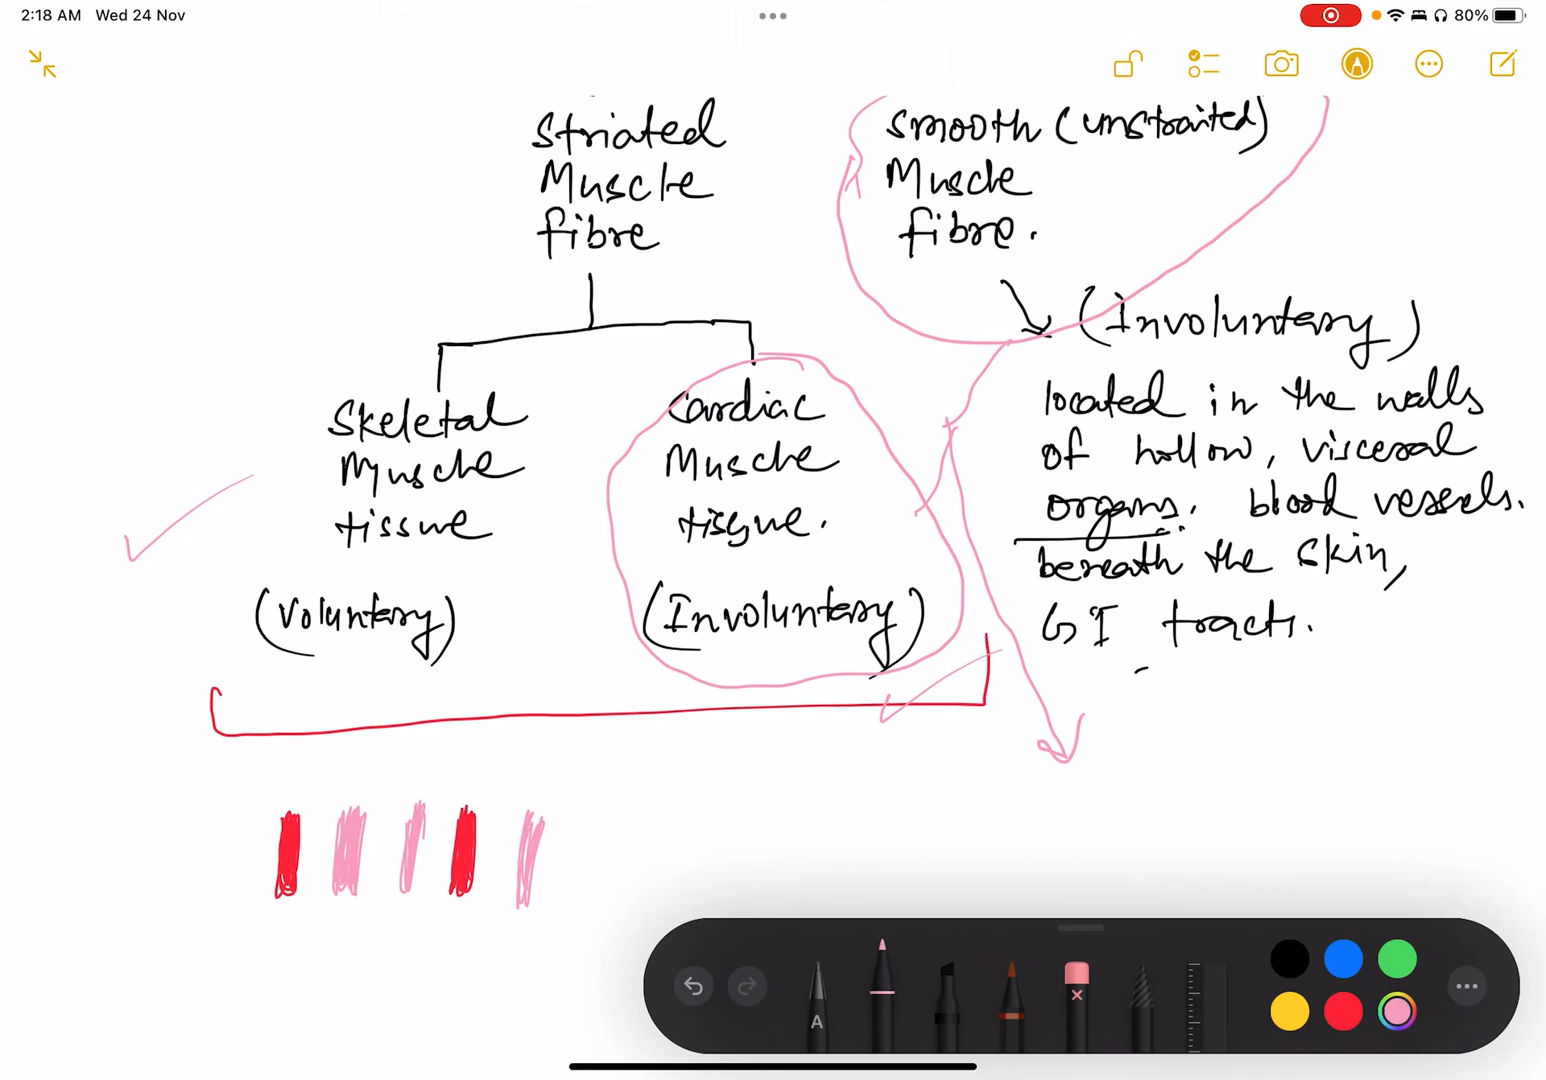 2:18 AM Wed 24 Nov
80%
Striated
Muscle
fibre
Smooth (unstraited)
Muscle
fibre.
(Involuntary)
located in the walls
of hollow, visceral
organs. blood vessels.
beneath the skin,
GI tracts.
Skeletal
Muscle
tissue
(Voluntary)
Cardiac
Muscle
tissue.
(Involuntary)
A